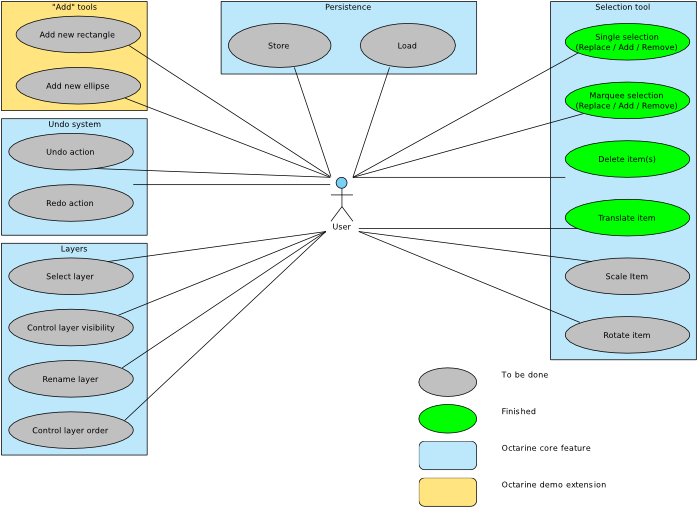 "Add" tools
Add new rectangle
Add new ellipse
Persistence
Store
Load
Selection tool
Single selection
(Replace / Add / Remove)
Marquee selection
(Replace / Add / Remove)
Delete item(s)
Translate item
Scale Item
Rotate item
Undo system
Undo action
Redo action
User
Layers
Select layer
Control layer visibility
Rename layer
Control layer order
To be done
Finished
Octarine core feature
Octarine demo extension